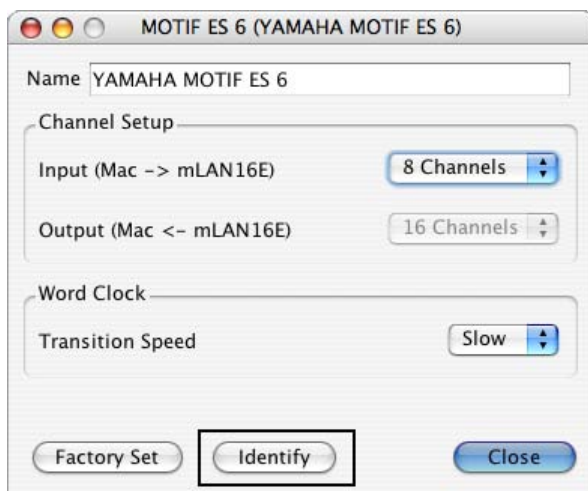 MOTIF ES 6 (YAMAHA MOTIF ES 6)
Name YAMAHA MOTIF ES 6
Channel Setup
Input (Mac -> mLAN16E) 8 Channels
Output (Mac <- mLAN16E) 16 Channels
Word Clock
Transition Speed Slow
Factory Set Identify Close